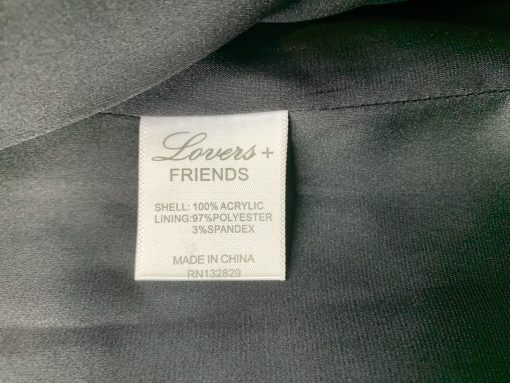 Lovers +
FRIENDS
SHELL: 100% ACRYLIC
LINING:97%POLYESTER
3%SPANDEX
MADE IN CHINA
RN132829